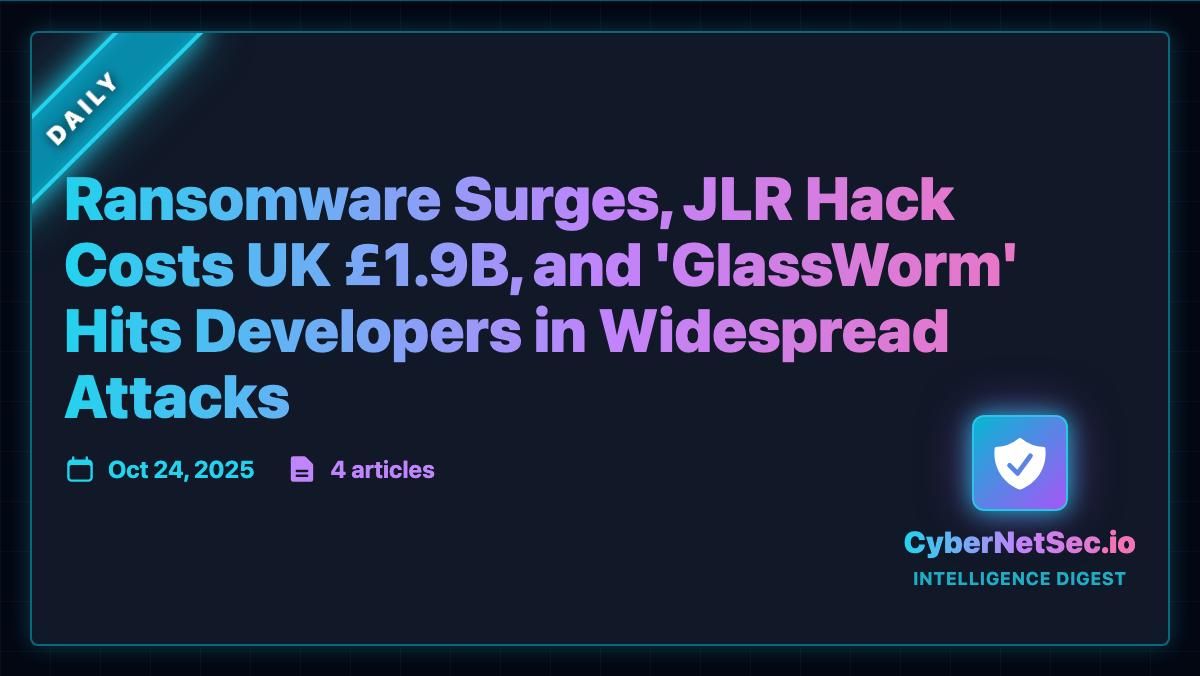 DAILY
Ransomware Surges, JLR Hack
Costs UK £1.9B, and 'GlassWorm'
Hits Developers in Widespread
Attacks
Oct 24, 2025
4 articles
CyberNetSec.io
INTELLIGENCE DIGEST